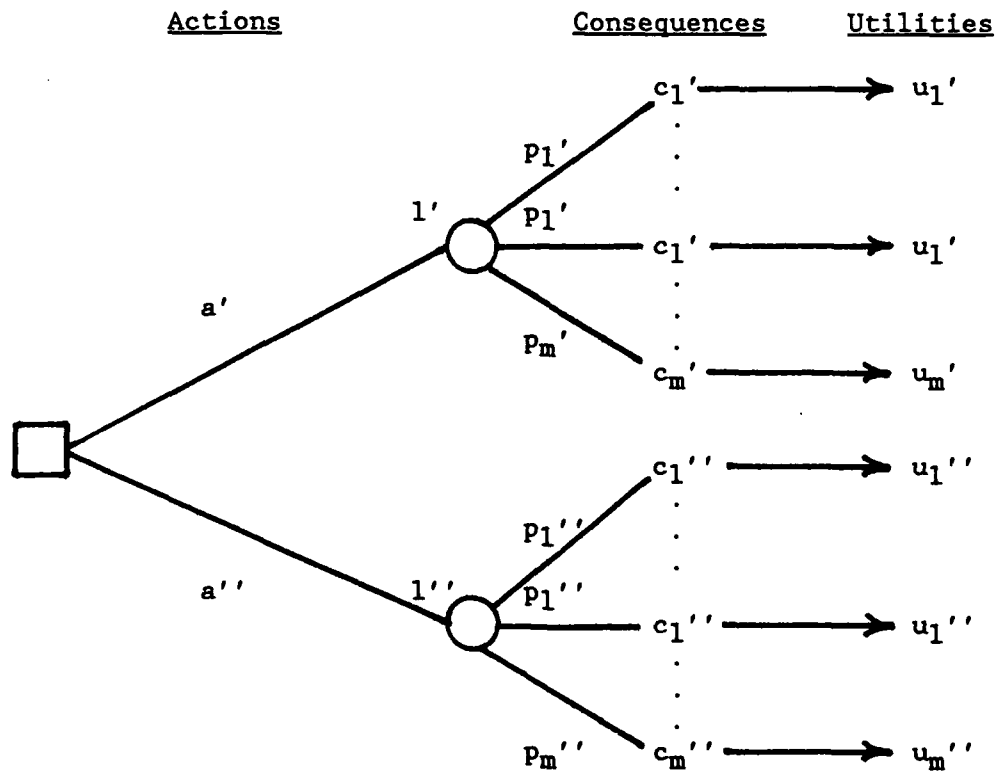 Actions Consequences Utilities
c1' u1'
p1'
l' p1'
c1' u1'
a'
pm'
cm' um'
c1'' u1''
p1''
a'' l'' p1''
c1'' u1''
pm'' cm'' um''